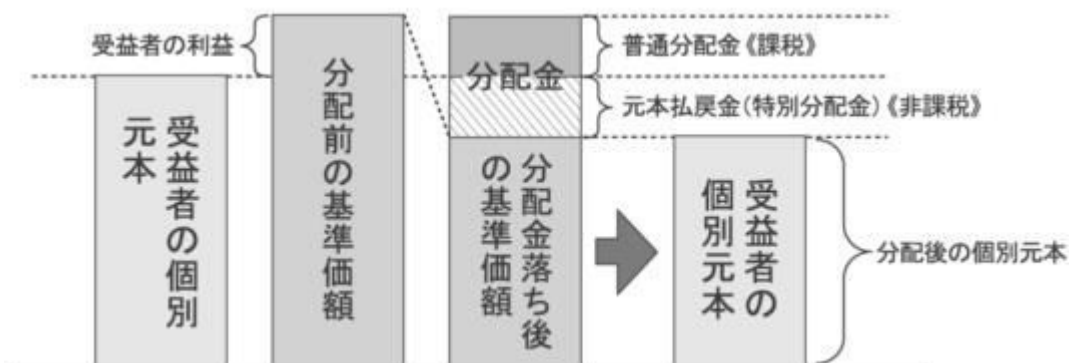 受益者の利益
受益者の個別
元本
分配前の基準価額
分配金
分配金落ち後
の基準価額
普通分配金《課税》
元本払戻金(特別分配金)《非課税》
受益者の
個別元本
分配後の個別元本